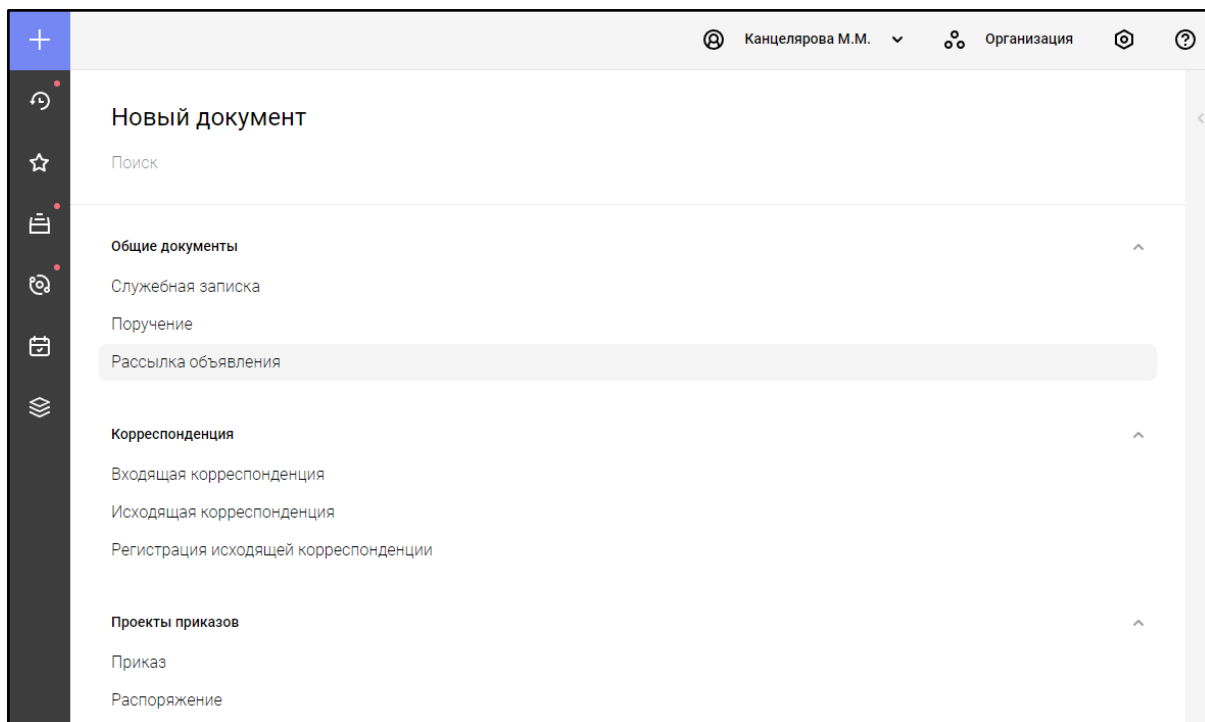 Канцелярова М.М.
Организация
Новый документ
Поиск
Общие документы
Служебная записка
Поручение
Рассылка объявления
Корреспонденция
Входящая корреспонденция
Исходящая корреспонденция
Регистрация исходящей корреспонденции
Проекты приказов
Приказ
Распоряжение